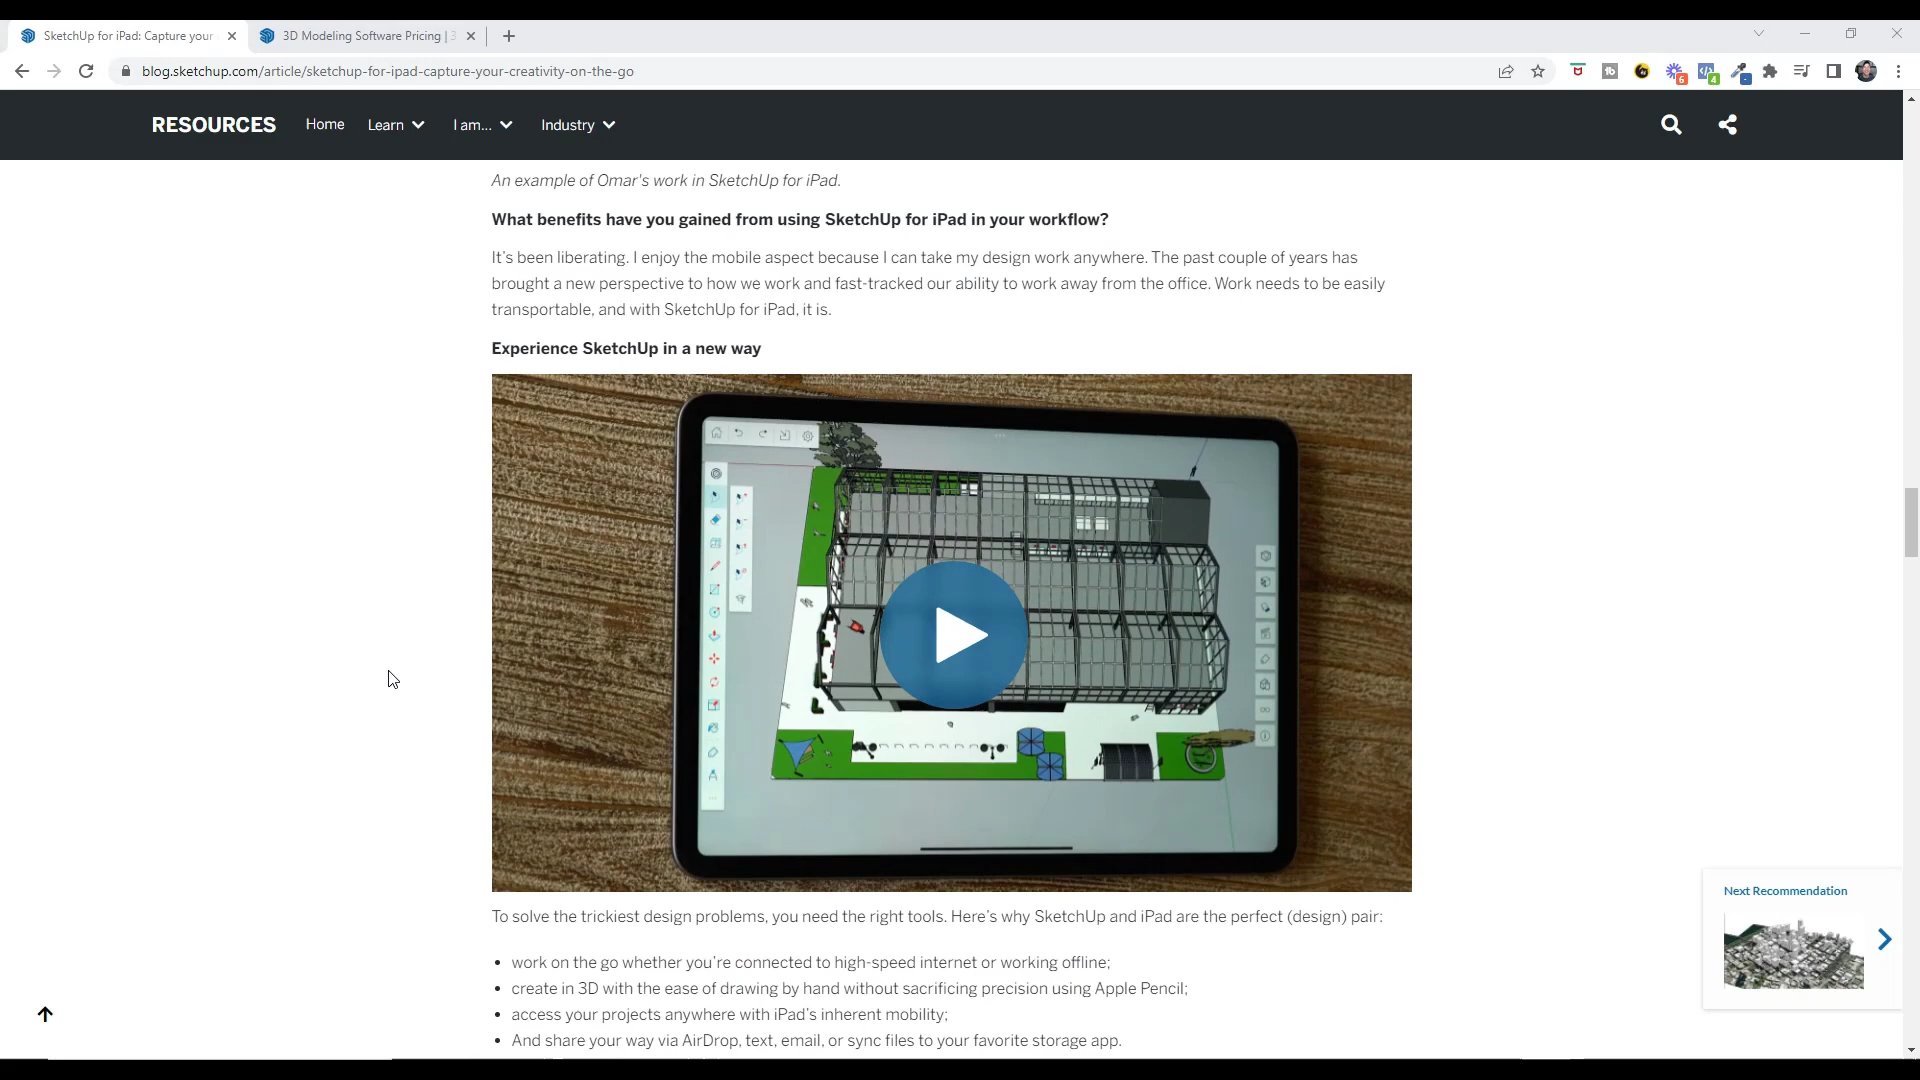 SketchUp for iPad: Capture your
3D Modeling Software Pricing | 3
blog.sketchup.com/article/sketchup-for-ipad-capture-your-creativity-on-the-go
6
4
RESOURCES
Home
Learn
I am...
Industry
An example of Omar's work in SketchUp for iPad.
What benefits have you gained from using SketchUp for iPad in your workflow?
It’s been liberating. I enjoy the mobile aspect because I can take my design work anywhere. The past couple of years has
brought a new perspective to how we work and fast-tracked our ability to work away from the office. Work needs to be easily
transportable, and with SketchUp for iPad, it is.
Experience SketchUp in a new way
To solve the trickiest design problems, you need the right tools. Here’s why SketchUp and iPad are the perfect (design) pair:
• work on the go whether you’re connected to high-speed internet or working offline;
• create in 3D with the ease of drawing by hand without sacrificing precision using Apple Pencil;
• access your projects anywhere with iPad’s inherent mobility;
• And share your way via AirDrop, text, email, or sync files to your favorite storage app.
Next Recommendation